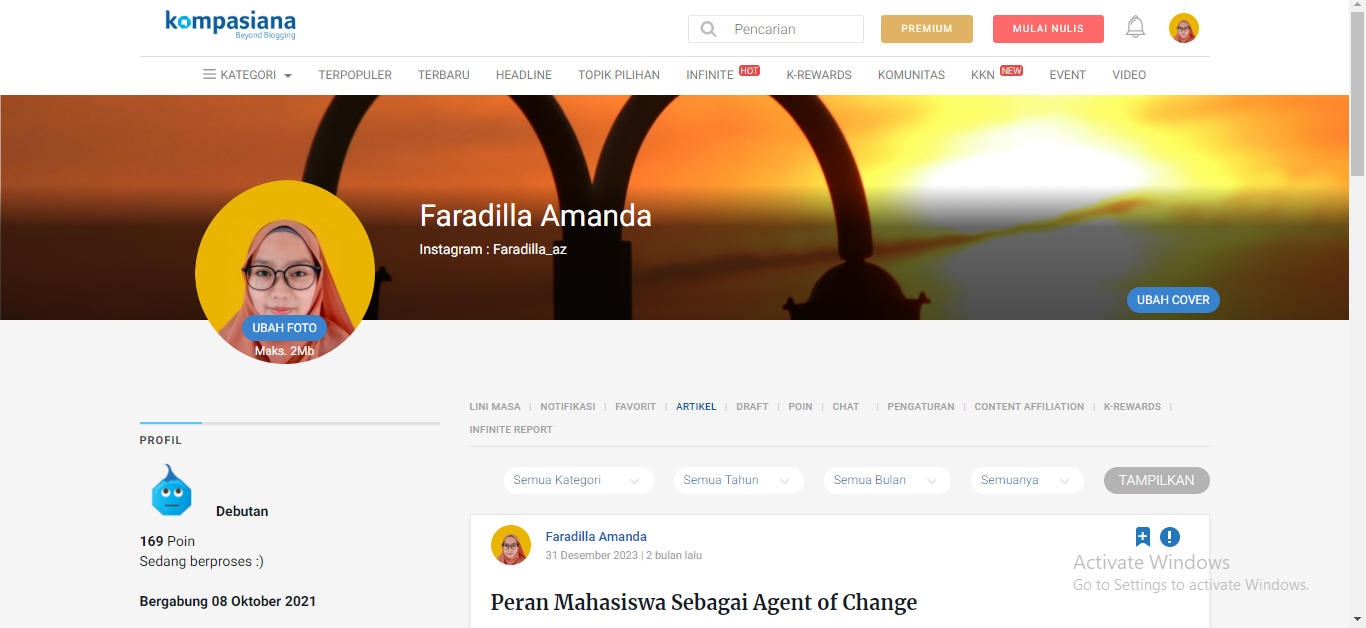 kompasiana
Beyond Blogging
Pencarian
PREMIUM
MULAI NULIS
KATEGORI TERPOPULER TERBARU HEADLINE TOPIK PILIHAN INFINITE HOT K-REWARDS KOMUNITAS KKN NEW EVENT VIDEO
Faradilla Amanda
Instagram : Faradilla_az
UBAH COVER
UBAH FOTO
Maks. 2Mb
LINI MASA | NOTIFIKASI | FAVORIT | ARTIKEL | DRAFT | POIN | CHAT | PENGATURAN | CONTENT AFFILIATION | K-REWARDS |
INFINITE REPORT
PROFIL
Debutan
169 Poin
Sedang berproses :)
Bergabung 08 Oktober 2021
Semua Kategori Semua Tahun Semua Bulan Semuanya TAMPILKAN
Faradilla Amanda
31 Desember 2023 | 2 bulan lalu
Peran Mahasiswa Sebagai Agent of Change
Activate Windows
Go to Settings to activate Windows.